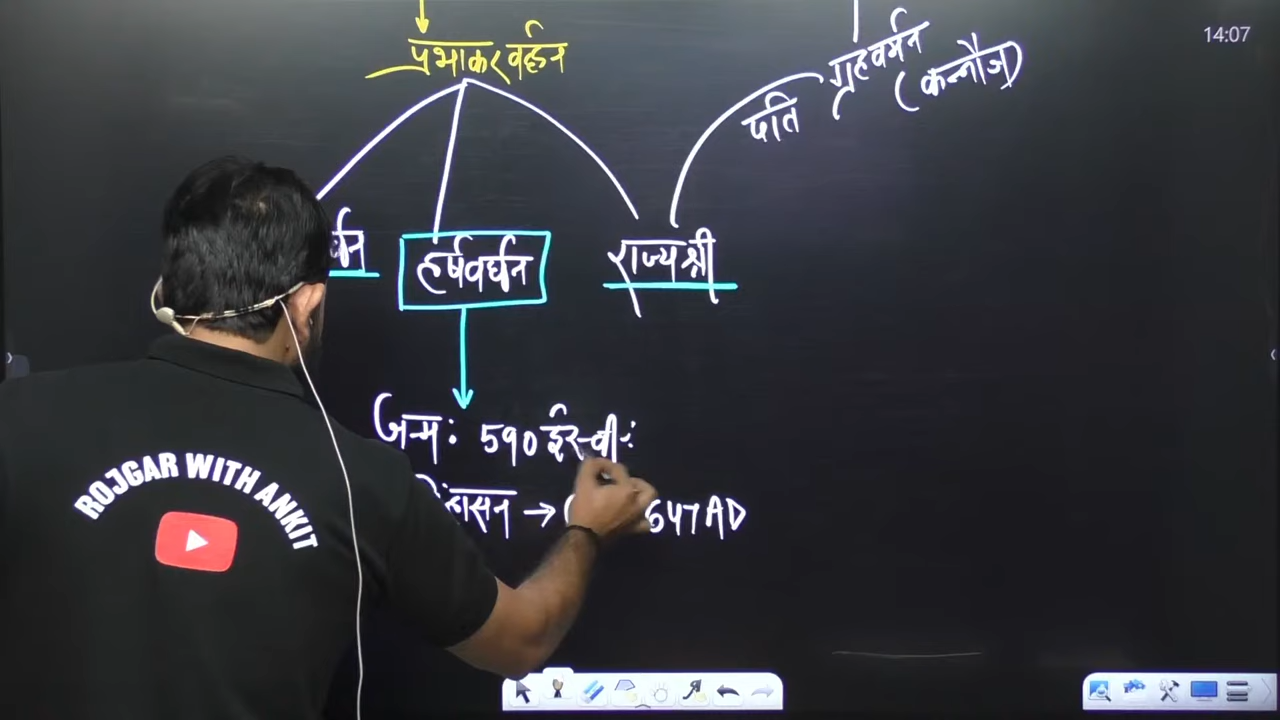 14:07
प्रभाकरवर्द्धन
पति ग्रहवर्मन
(कन्नौज)
हर्षवर्धन
राज्यश्री
जन्म: 590 ईस्वी:
→ 647 AD
ROJGAR WITH ANKIT